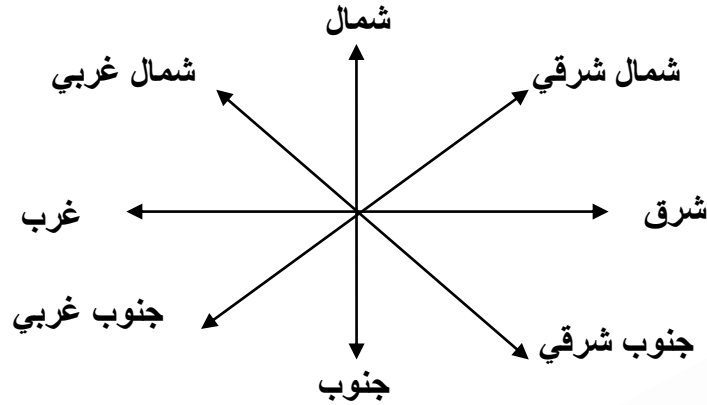 شمال
شمال شرقي
شمال غربي
شرق
غرب
جنوب شرقي
جنوب غربي
جنوب